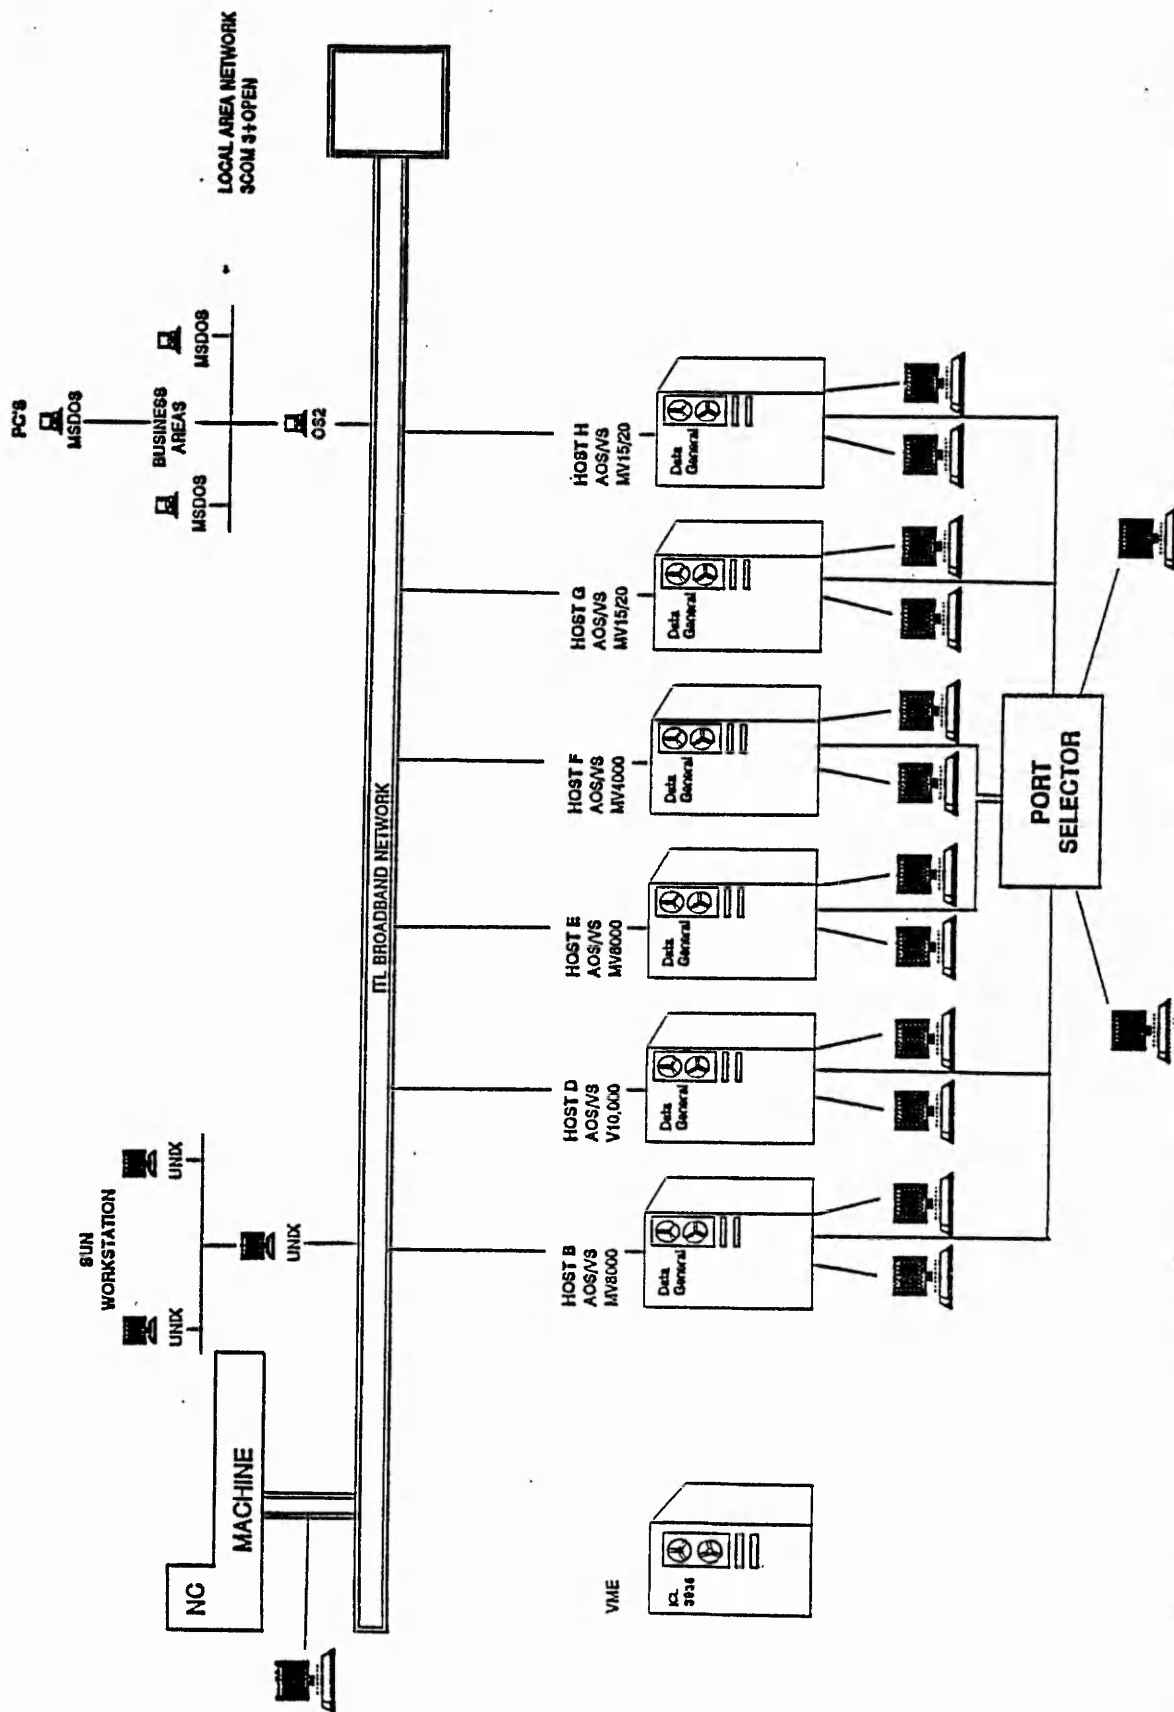 NC
MACHINE
SUN
WORKSTATION
UNIX
UNIX
UNIX
PC'S
MSDOS
BUSINESS
AREAS
MSDOS
MSDOS
OS2
LOCAL AREA NETWORK
3COM 3+OPEN
ITL BROADBAND NETWORK
VME
ICL
3935
HOST B
AOS/VS
MV8000
Data
General
HOST D
AOS/VS
V10,000
Data
General
HOST E
AOS/VS
MV8000
Data
General
HOST F
AOS/VS
MV4000
Data
General
HOST G
AOS/VS
MV15/20
Data
General
HOST H
AOS/VS
MV15/20
Data
General
PORT
SELECTOR